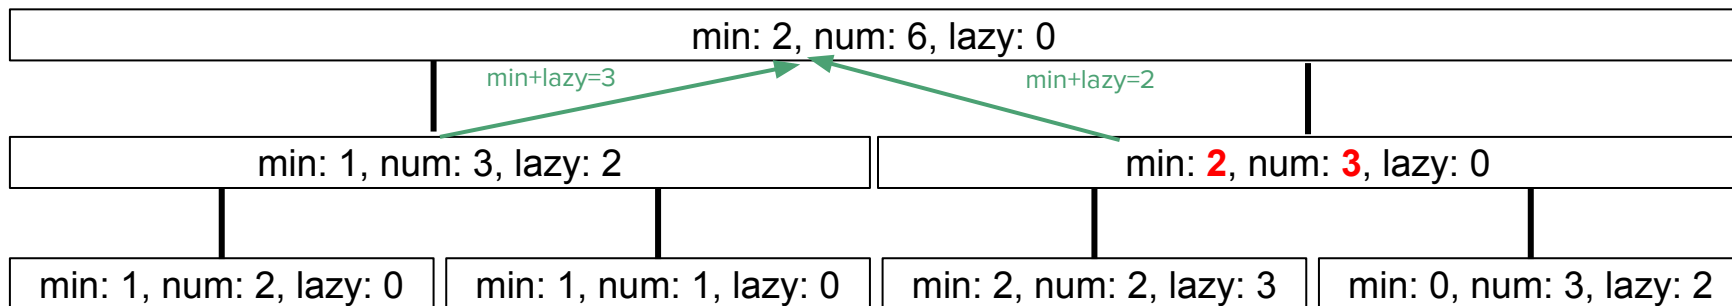 min: 2, num: 6, lazy: 0
min+lazy=3
min+lazy=2
min: 1, num: 3, lazy: 2
min: 2, num: 3, lazy: 0
min: 1, num: 2, lazy: 0
min: 1, num: 1, lazy: 0
min: 2, num: 2, lazy: 3
min: 0, num: 3, lazy: 2